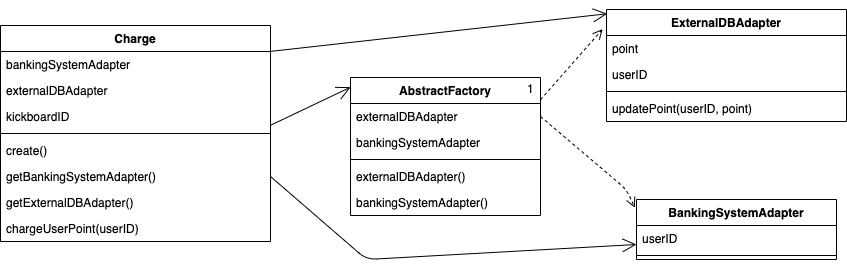 Charge
bankingSystemAdapter
externalDBAdapter
kickboardID
create()
getBankingSystemAdapter()
getExternalDBAdapter()
chargeUserPoint(userID)
AbstractFactory 1
externalDBAdapter
bankingSystemAdapter
externalDBAdapter()
bankingSystemAdapter()
ExternalDBAdapter
point
userID
updatePoint(userID, point)
BankingSystemAdapter
userID